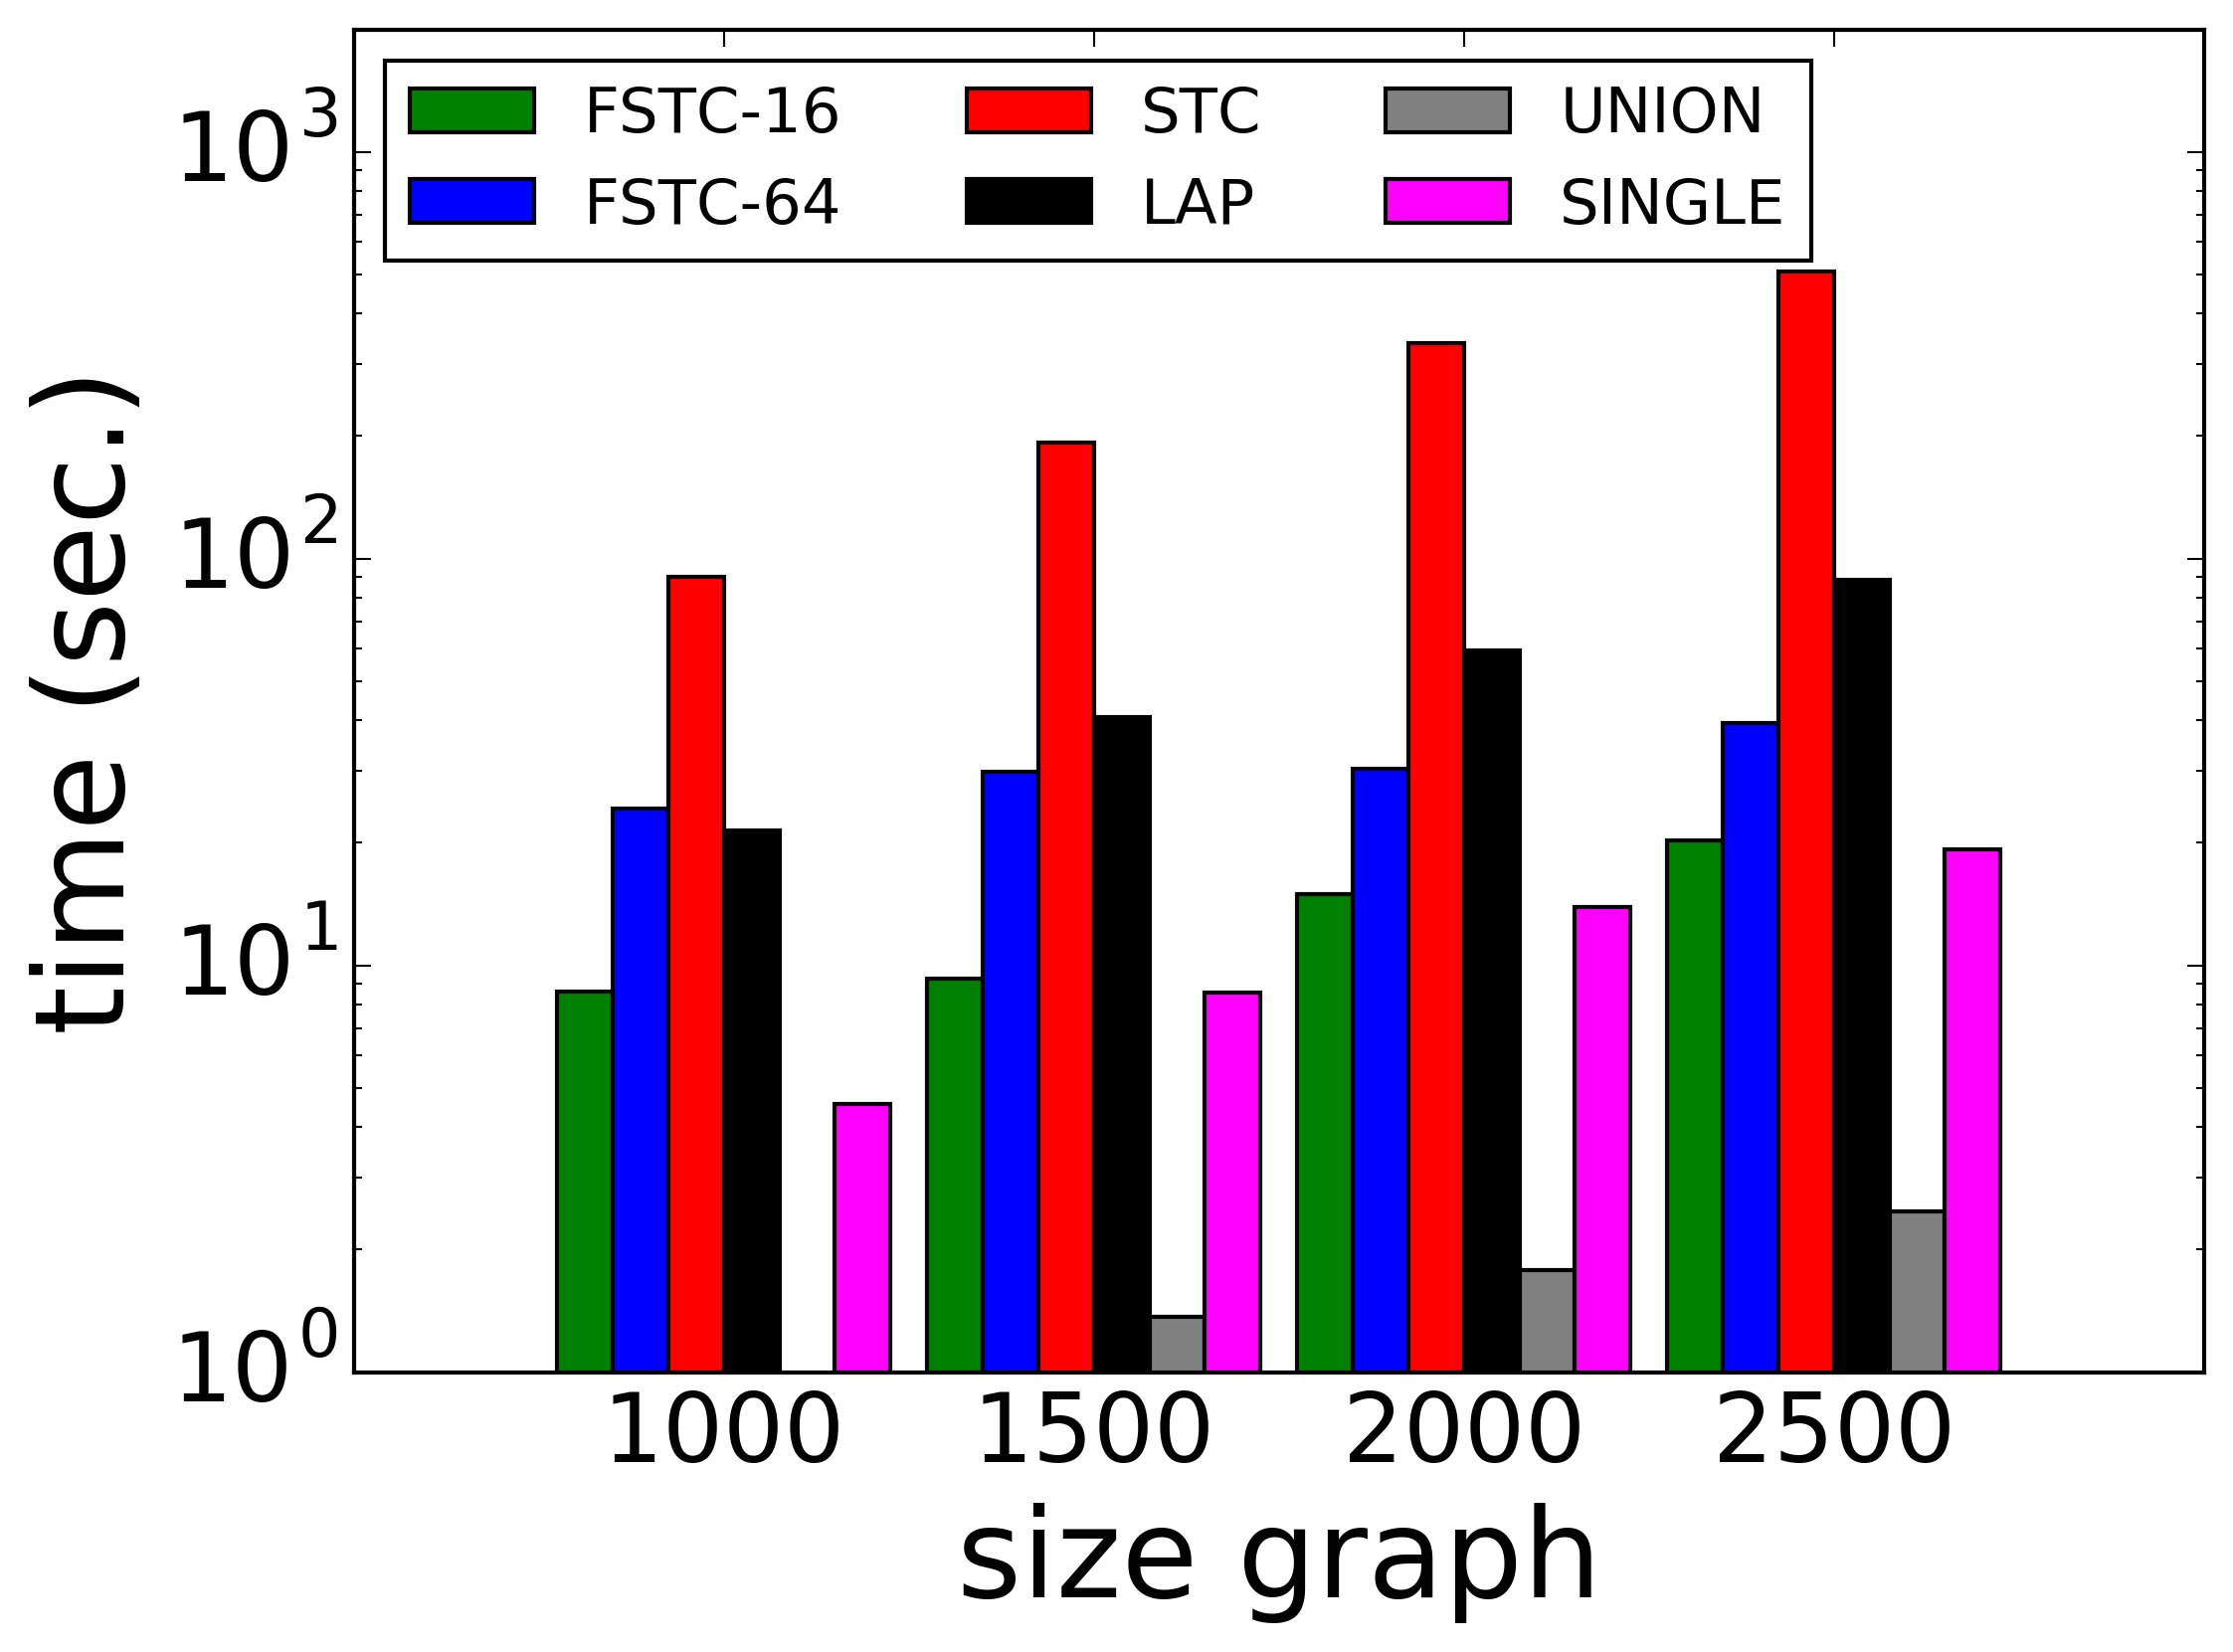 FSTC-16 STC UNION
FSTC-64 LAP SINGLE
time (sec.)
10^3
10^2
10^1
10^0
1000 1500 2000 2500
size graph